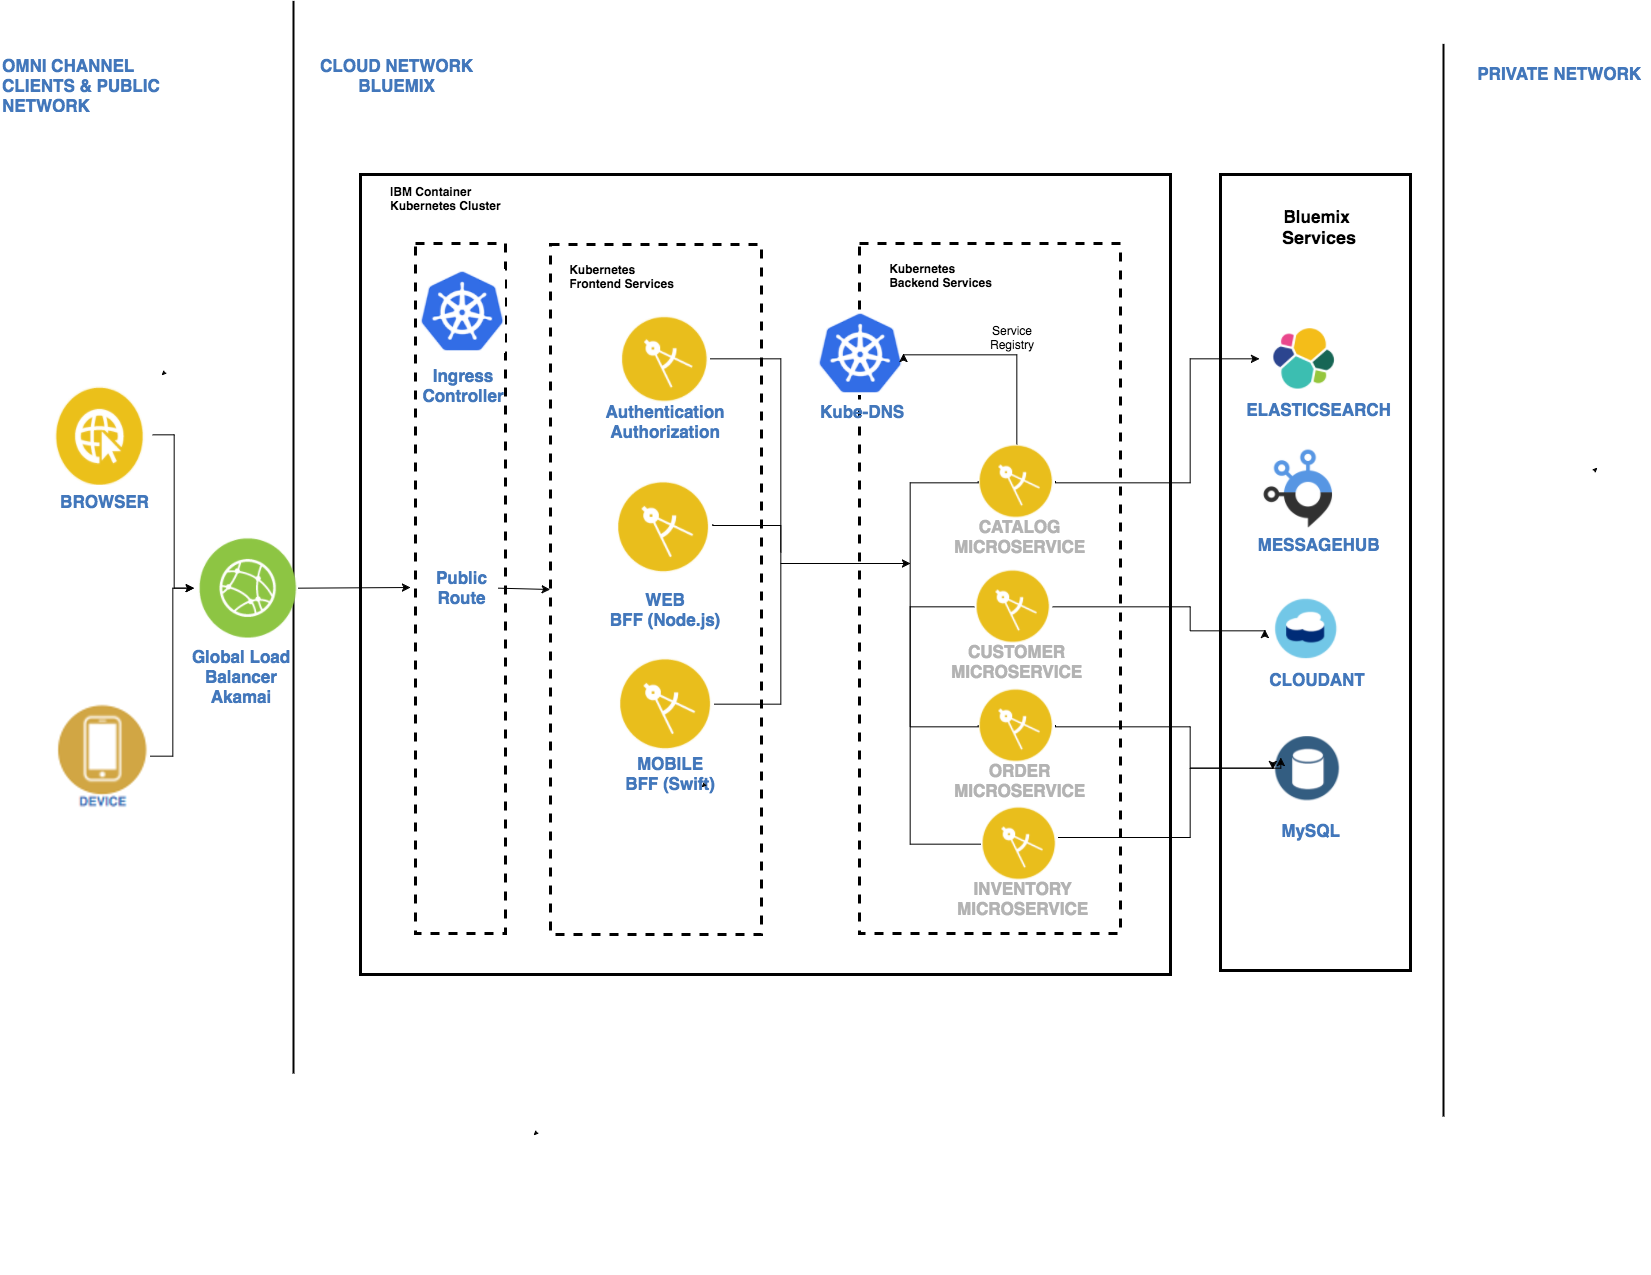 OMNI CHANNEL
CLIENTS & PUBLIC
NETWORK
CLOUD NETWORK
BLUEMIX
PRIVATE NETWORK
IBM Container
Kubernetes Cluster
Bluemix
Services
Kubernetes
Frontend Services
Kubernetes
Backend Services
Ingress
Controller
Authentication
Authorization
Service
Registry
Kube-DNS
ELASTICSEARCH
BROWSER
CATALOG
MICROSERVICE
MESSAGEHUB
Public
Route
WEB
BFF (Node.js)
Global Load
Balancer
Akamai
CUSTOMER
MICROSERVICE
CLOUDANT
MOBILE
BFF (Swift)
ORDER
MICROSERVICE
DEVICE
MySQL
INVENTORY
MICROSERVICE